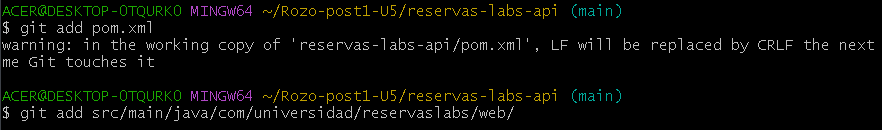 ACER@DESKTOP-OTQURKO MINGW64 ~/Rozo-post1-U5/reservas-labs-api (main)
$ git add pom.xml
warning: in the working copy of 'reservas-labs-api/pom.xml', LF will be replaced by CRLF the next
me Git touches it
ACER@DESKTOP-OTQURKO MINGW64 ~/Rozo-post1-U5/reservas-labs-api (main)
$ git add src/main/java/com/universidad/reservaslabs/web/